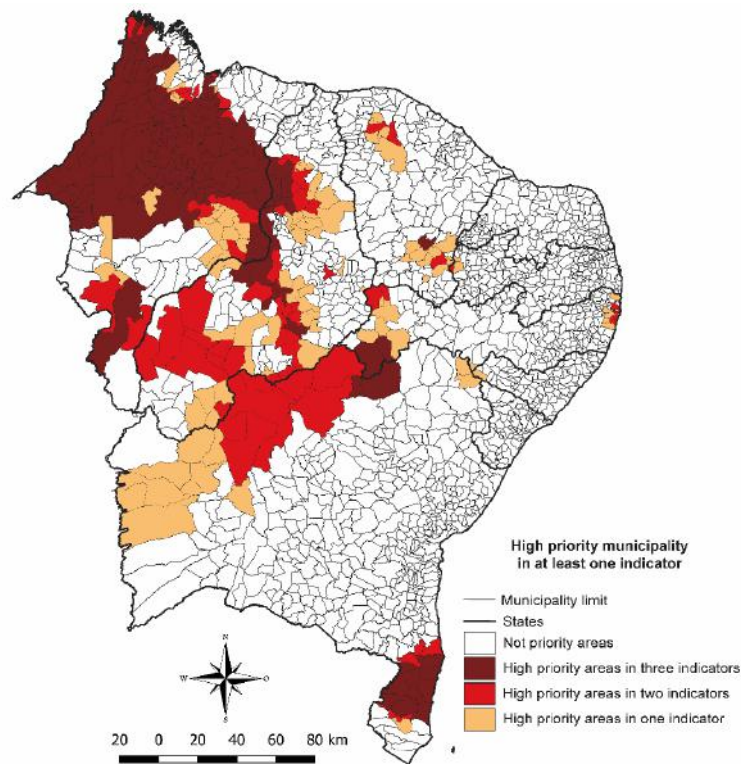 High priority municipality
in at least one indicator
Municipality limit
States
Not priority areas
High priority areas in three indicators
High priority areas in two indicators
High priority areas in one indicator
N
W O
S
20 0 20 40 60 80 km